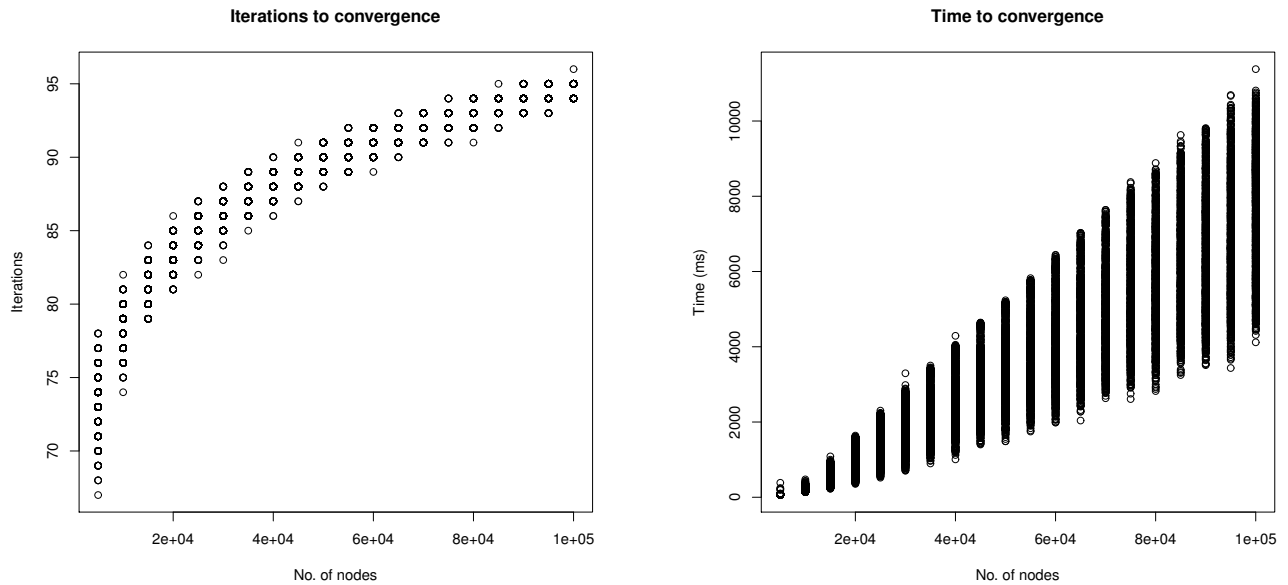 Iterations to convergence
Iterations
95
90
85
80
75
70
2e+04 4e+04 6e+04 8e+04 1e+05
No. of nodes
Time to convergence
Time (ms)
10000
8000
6000
4000
2000
0
2e+04 4e+04 6e+04 8e+04 1e+05
No. of nodes